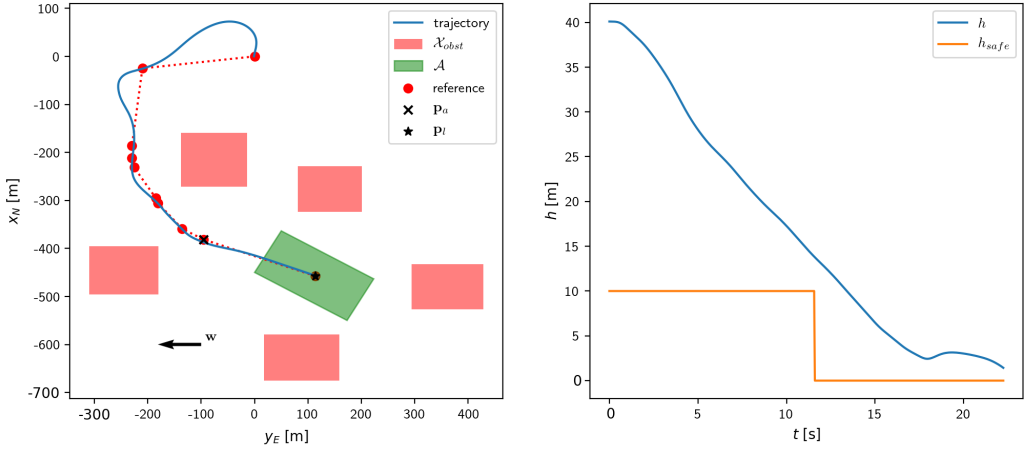 100
0
-100
-200
-300
-400
-500
-600
-700
x_N [m]
-300
-200
-100
0
100
200
300
400
y_E [m]
trajectory
𝒳_obst
𝒜
reference
p_a
p_l
w
40
35
30
25
20
15
10
5
0
h [m]
0
5
10
15
20
t [s]
h
h_safe